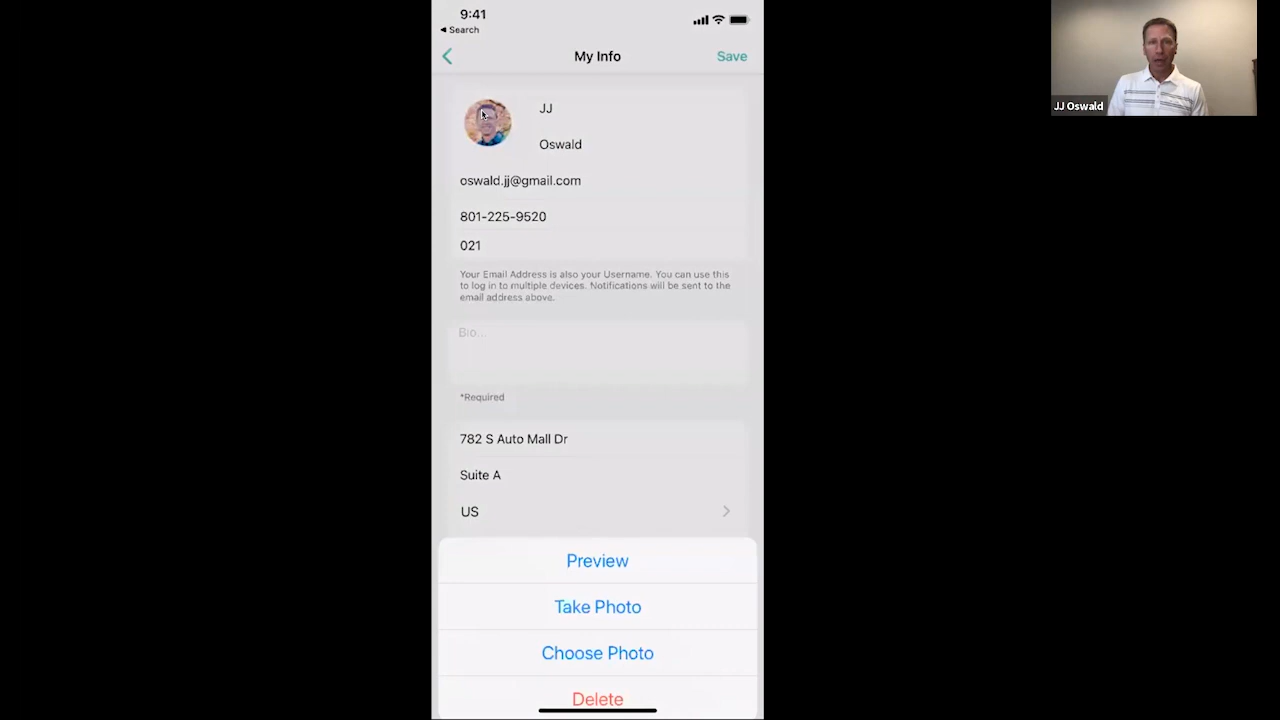 9:41
Search
My Info
Save
JJ
Oswald
oswald.jj@gmail.com
801-225-9520
021
Your Email Address is also your Username. You can use this
to log in to multiple devices. Notifications will be sent to the
email address above.
Bio...
*Required
782 S Auto Mall Dr
Suite A
US
Preview
Take Photo
Choose Photo
Delete
JJ Oswald